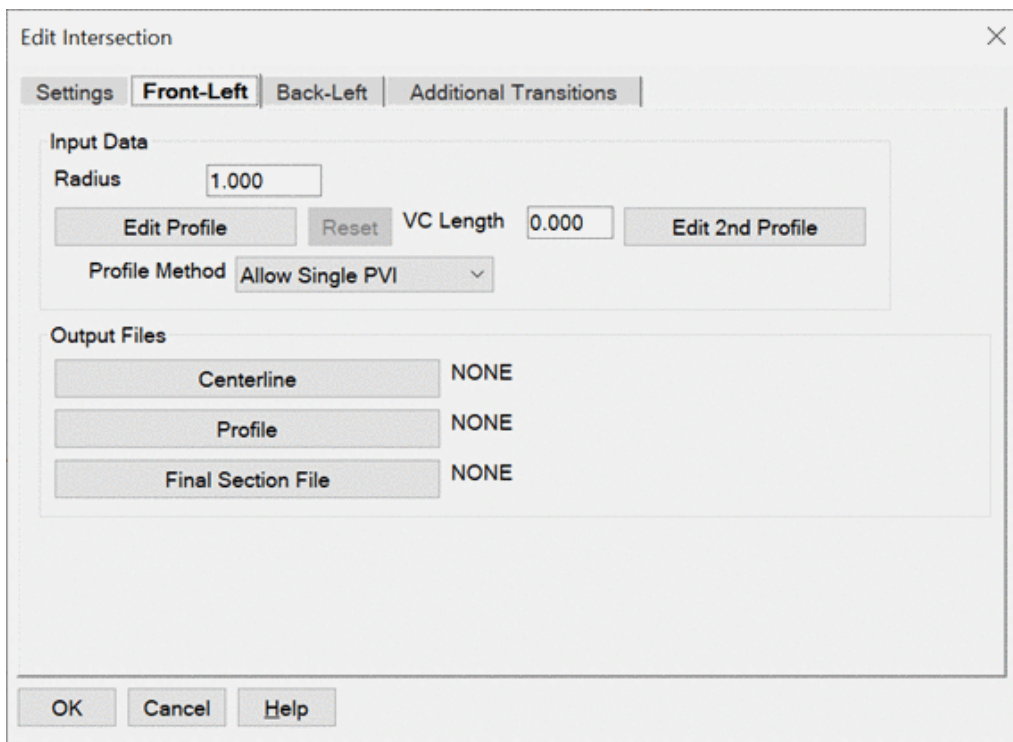 Edit Intersection
Settings Front-Left Back-Left Additional Transitions
Input Data
Radius 1.000
Edit Profile Reset VC Length 0.000 Edit 2nd Profile
Profile Method Allow Single PVI
Output Files
Centerline NONE
Profile NONE
Final Section File NONE
OK Cancel Help